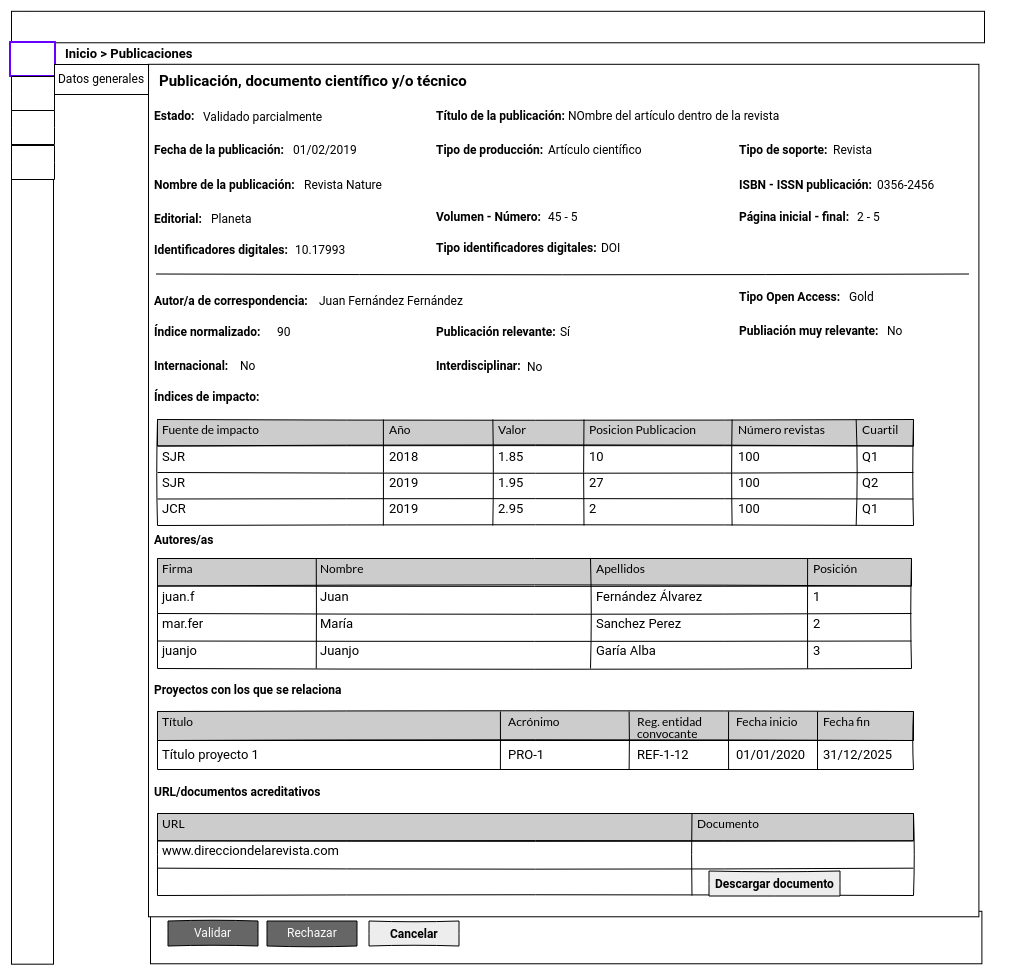 Inicio > Publicaciones
Datos generales
Publicación, documento científico y/o técnico
Estado: Validado parcialmente Título de la publicación: NOmbre del artículo dentro de la revista
Fecha de la publicación: 01/02/2019 Tipo de producción: Artículo científico Tipo de soporte: Revista
Nombre de la publicación: Revista Nature ISBN - ISSN publicación: 0356-2456
Editorial: Planeta Volumen - Número: 45 - 5 Página inicial - final: 2 - 5
Identificadores digitales: 10.17993 Tipo identificadores digitales: DOI
Autor/a de correspondencia: Juan Fernández Fernández Tipo Open Access: Gold
Índice normalizado: 90 Publicación relevante: Sí Publiación muy relevante: No
Internacional: No Interdisciplinar: No
Índices de impacto:
Fuente de impacto Año Valor Posicion Publicacion Número revistas Cuartil
SJR 2018 1.85 10 100 Q1
SJR 2019 1.95 27 100 Q2
JCR 2019 2.95 2 100 Q1
Autores/as
Firma Nombre Apellidos Posición
juan.f Juan Fernández Álvarez 1
mar.fer María Sanchez Perez 2
juanjo Juanjo Garía Alba 3
Proyectos con los que se relaciona
Título Acrónimo Reg. entidad convocante Fecha inicio Fecha fin
Título proyecto 1 PRO-1 REF-1-12 01/01/2020 31/12/2025
URL/documentos acreditativos
URL Documento
www.direcciondelarevista.com
Descargar documento
Validar Rechazar Cancelar